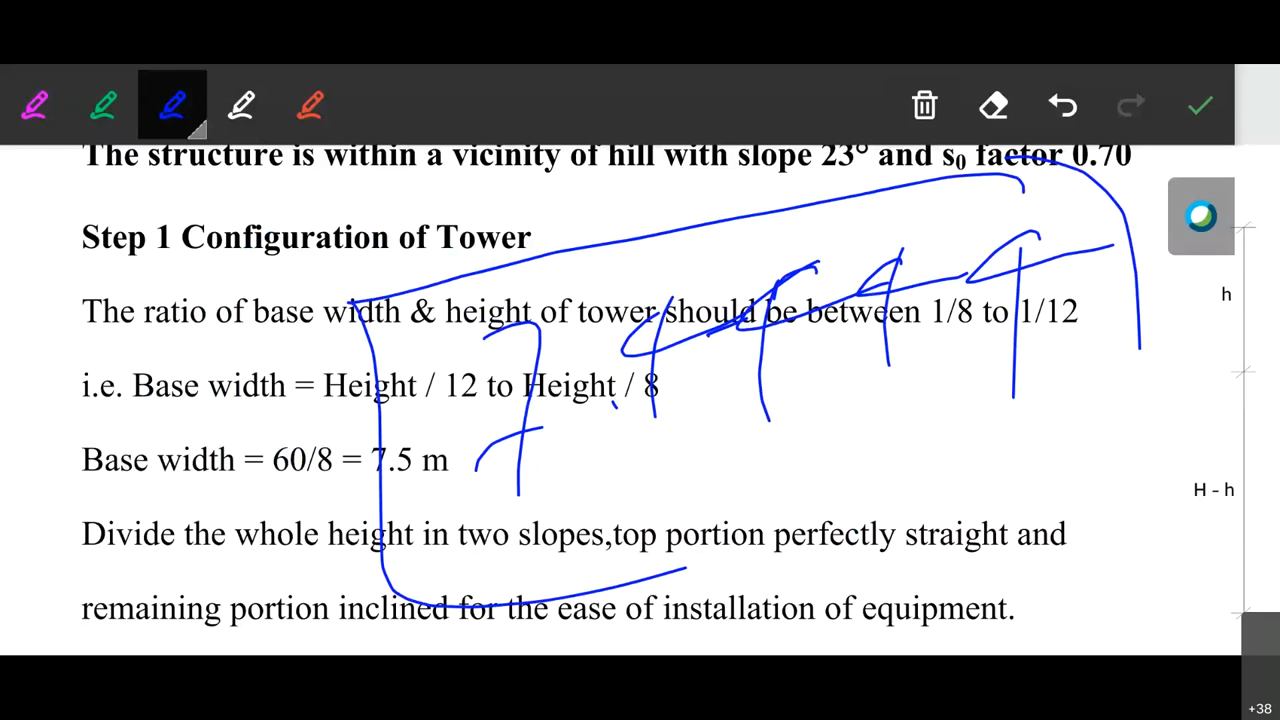 The structure is within a vicinity of hill with slope 23° and s₀ factor 0.70
Step 1 Configuration of Tower
The ratio of base width & height of tower should be between 1/8 to 1/12
h
i.e. Base width = Height / 12 to Height / 8
Base width = 60/8 = 7.5 m
H - h
Divide the whole height in two slopes,top portion perfectly straight and
remaining portion inclined for the ease of installation of equipment.
+38